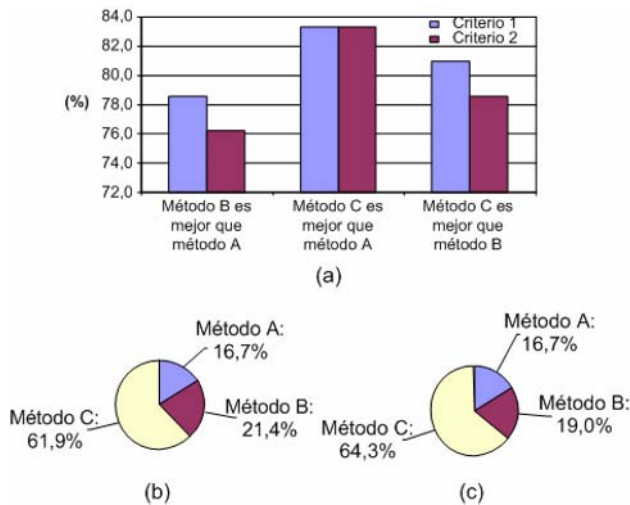 84,0
82,0
80,0
78,0
76,0
74,0
72,0
(%)
Criterio 1
Criterio 2
Método B es
mejor que
método A
Método C es
mejor que
método A
Método C es
mejor que
método B
(a)
Método A:
16,7%
Método B:
21,4%
Método C:
61,9%
(b)
Método A:
16,7%
Método B:
19,0%
Método C:
64,3%
(c)